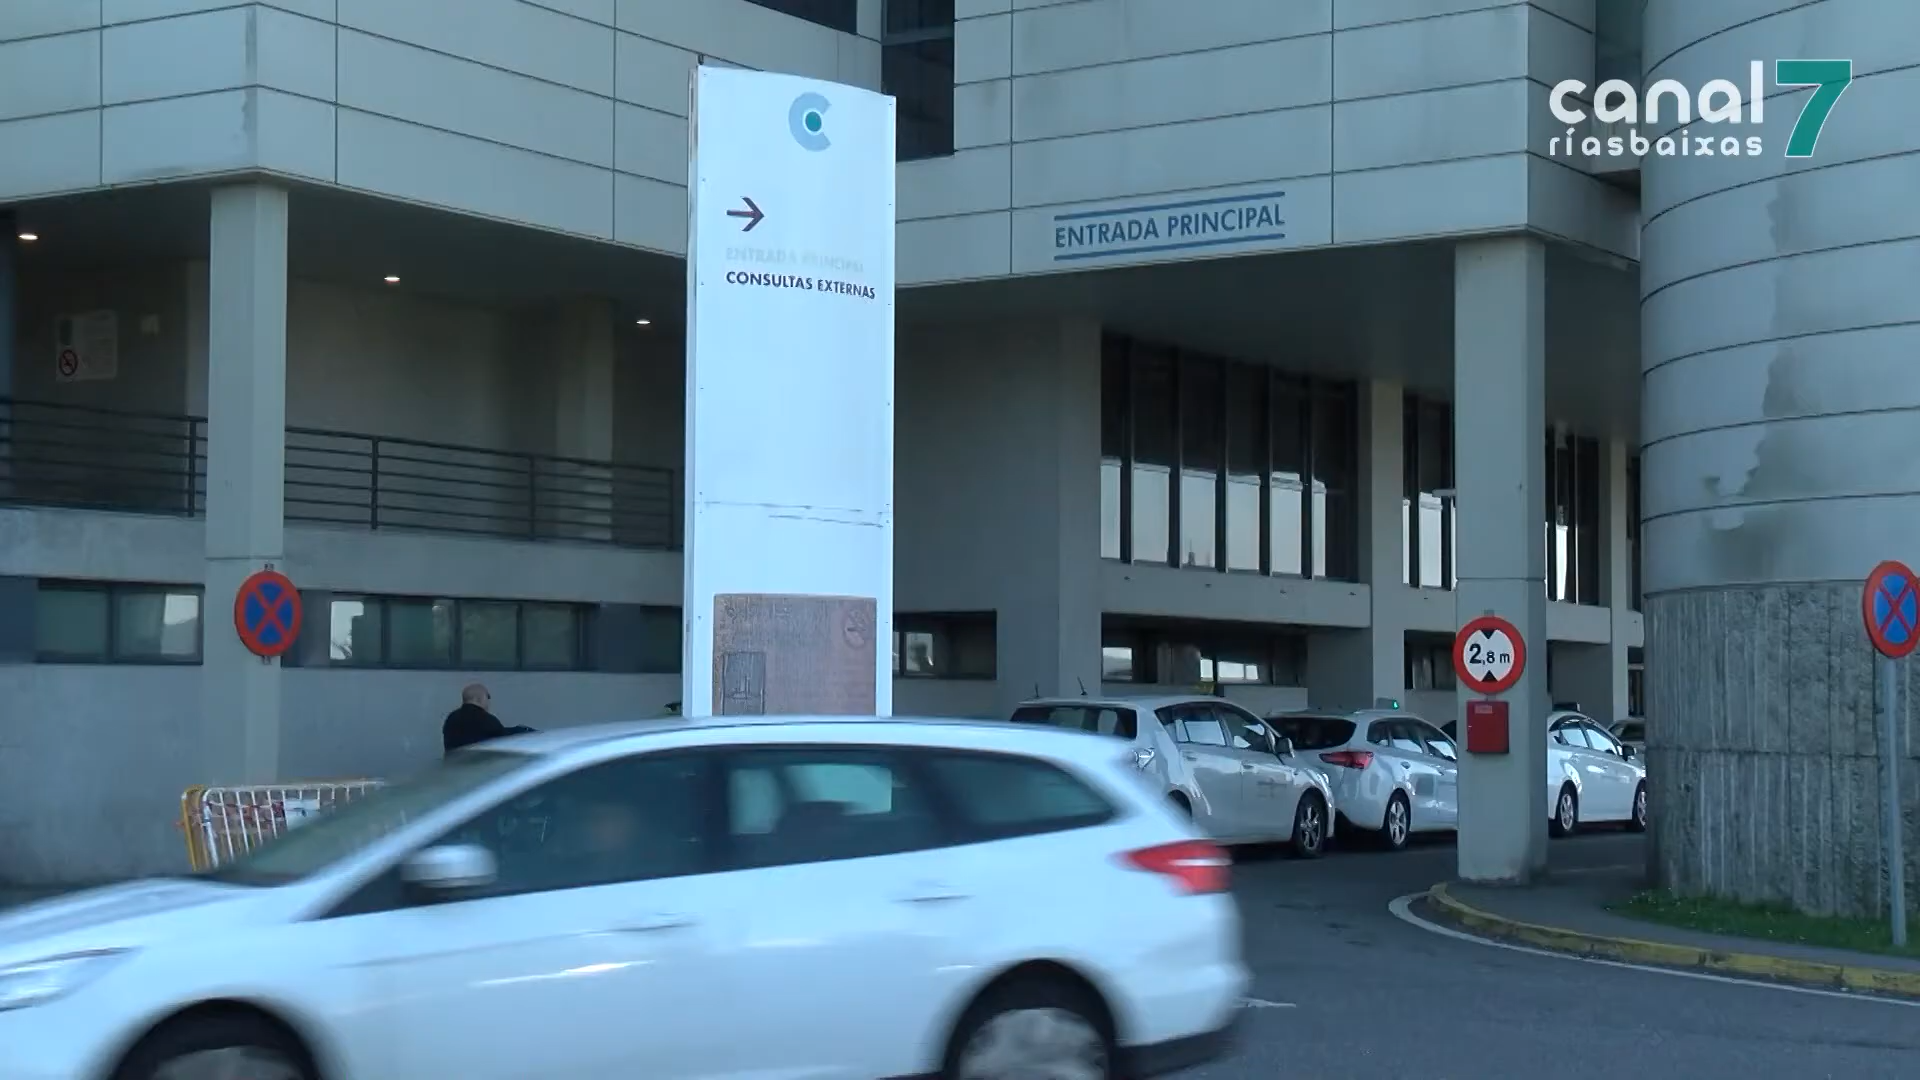 canal 7
ríasbaixas
ENTRADA PRINCIPAL
ENTRADA PRINCIPAL
CONSULTAS EXTERNAS
2,8 m